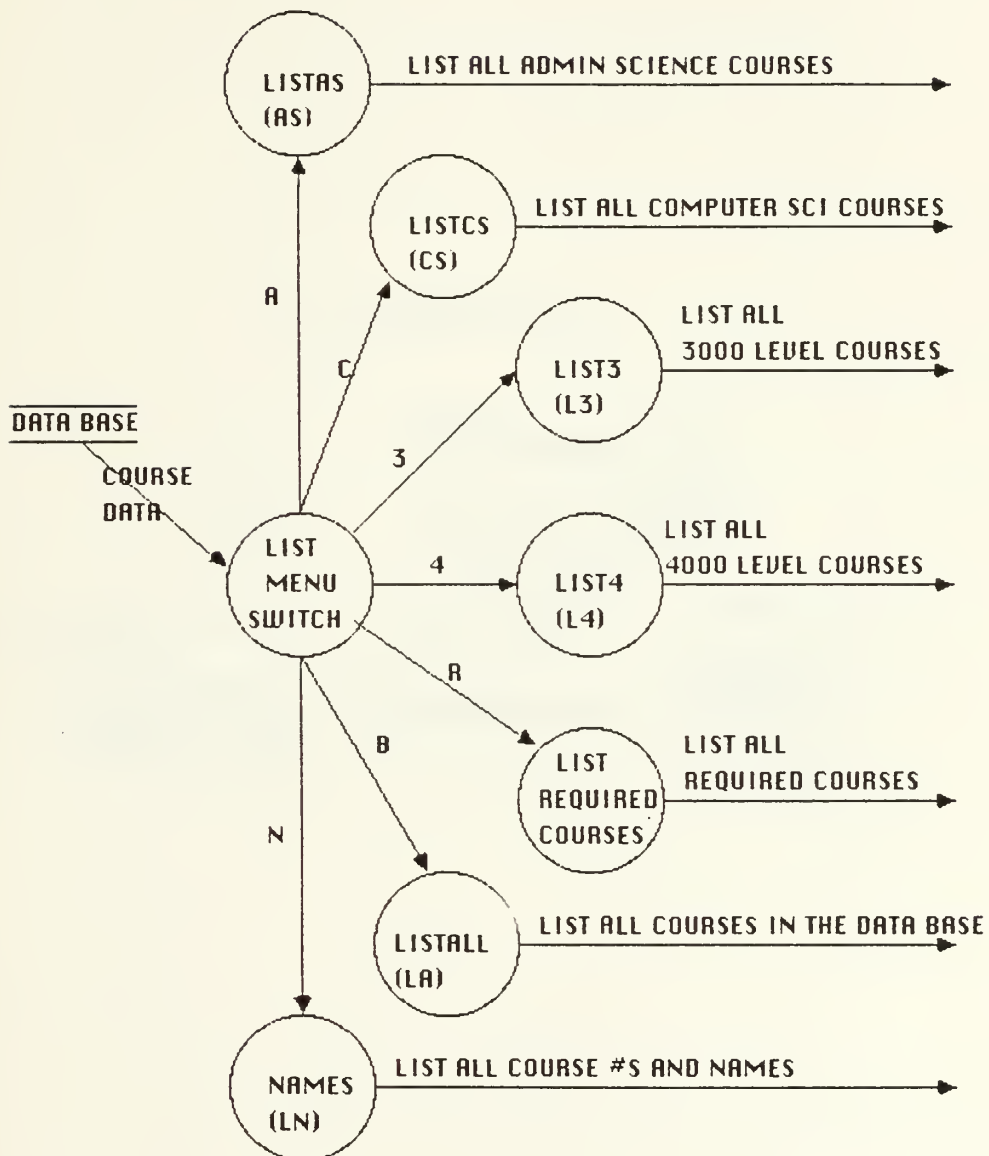 LISTAS
(AS)
LIST ALL ADMIN SCIENCE COURSES
LISTCS
(CS)
LIST ALL COMPUTER SCI COURSES
A
C
LIST3
(L3)
LIST ALL
3000 LEVEL COURSES
3
DATA BASE
COURSE
DATA
LIST
MENU
SWITCH
4
LIST4
(L4)
LIST ALL
4000 LEVEL COURSES
R
LIST
REQUIRED
COURSES
LIST ALL
REQUIRED COURSES
B
N
LISTALL
(LA)
LIST ALL COURSES IN THE DATA BASE
NAMES
(LN)
LIST ALL COURSE #S AND NAMES